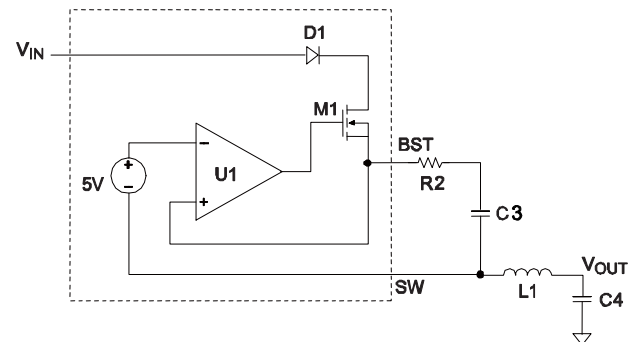 D1
VIN
M1
BST
R2
U1
5V
C3
SW
L1
VOUT
C4
+
−
−
+